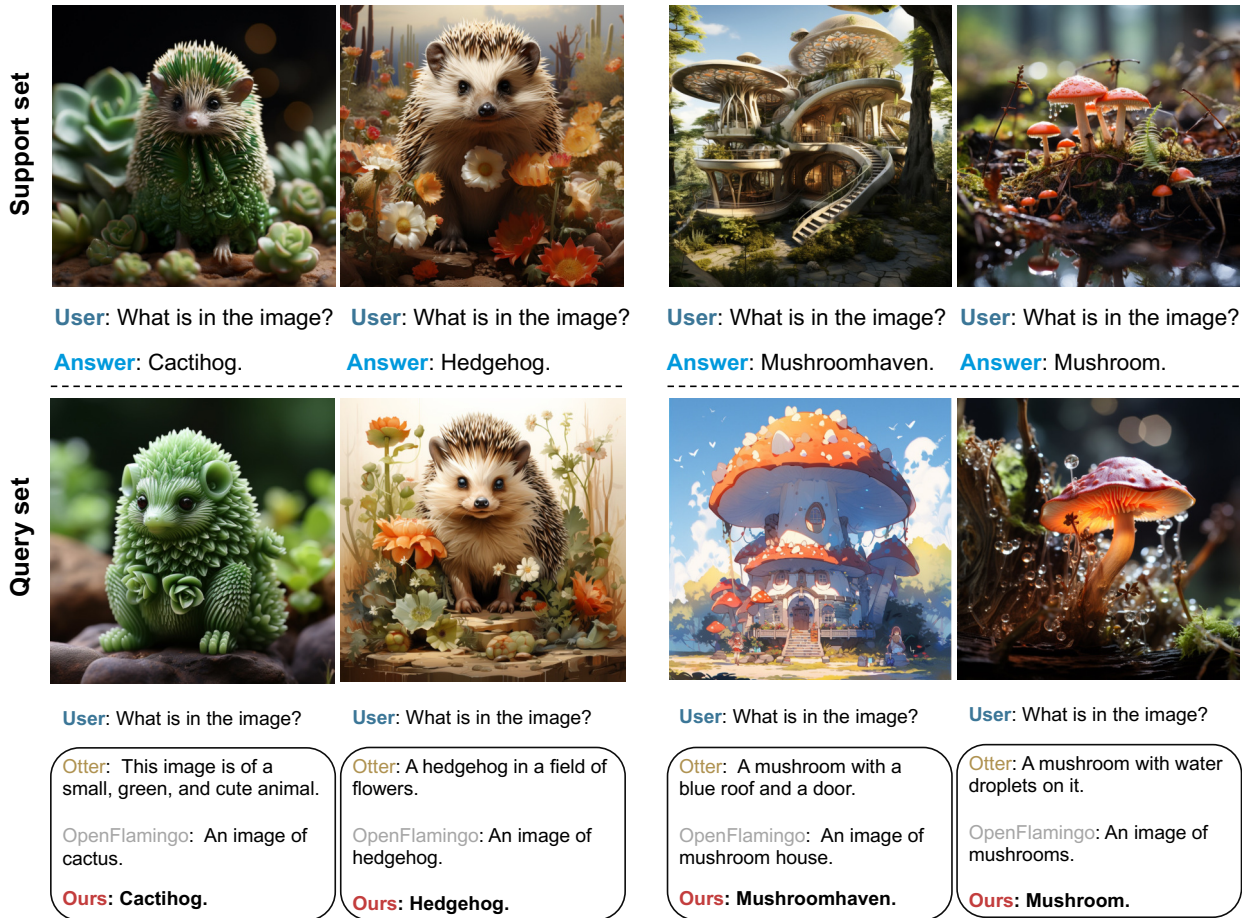 Support set
User: What is in the image?
User: What is in the image?
User: What is in the image?
User: What is in the image?
Answer: Cactihog.
Answer: Hedgehog.
Answer: Mushroomhaven.
Answer: Mushroom.
Query set
User: What is in the image?
User: What is in the image?
User: What is in the image?
User: What is in the image?
Otter: This image is of a
small, green, and cute animal.
OpenFlamingo: An image of
cactus.
Ours: Cactihog.
Otter: A hedgehog in a field of
flowers.
OpenFlamingo: An image of
hedgehog.
Ours: Hedgehog.
Otter: A mushroom with a
blue roof and a door.
OpenFlamingo: An image of
mushroom house.
Ours: Mushroomhaven.
Otter: A mushroom with water
droplets on it.
OpenFlamingo: An image of
mushrooms.
Ours: Mushroom.